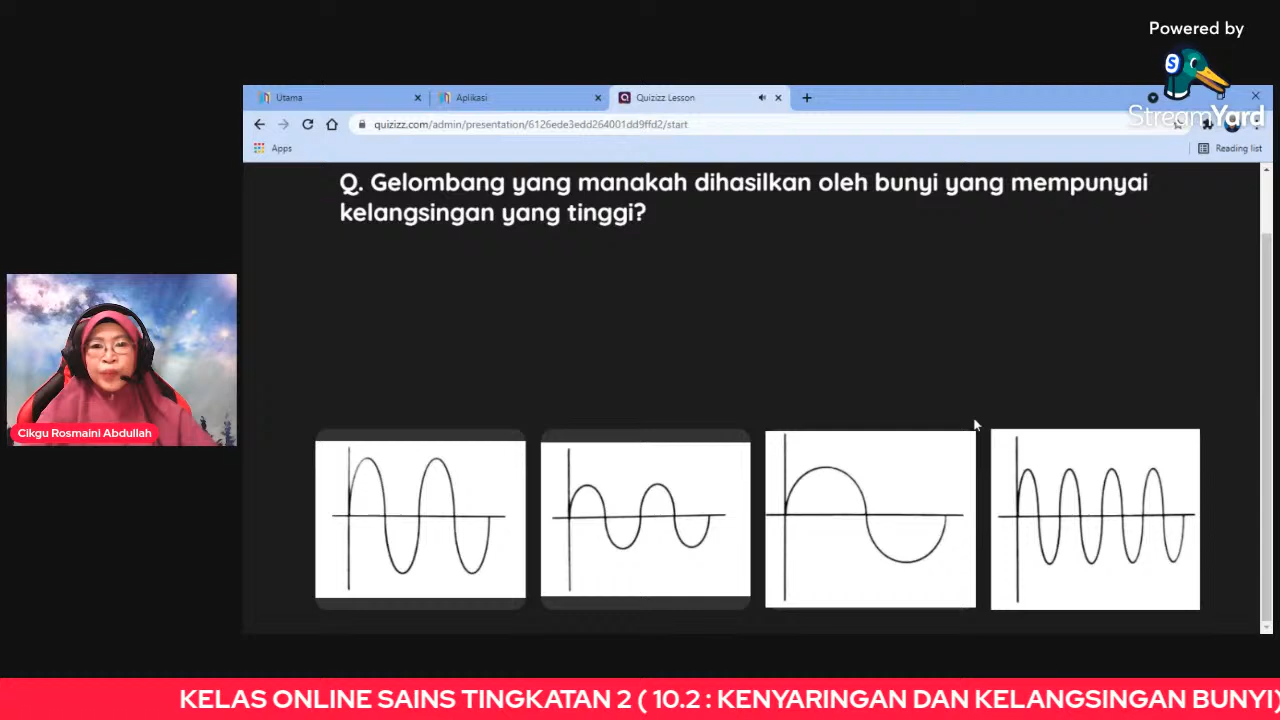 Powered by
StreamYard
Utama
Aplikasi
Quizizz Lesson
quizizz.com/admin/presentation/6126ede3edd264001dd9ffd2/start
Apps
Reading list
Q. Gelombang yang manakah dihasilkan oleh bunyi yang mempunyai
kelangsingan yang tinggi?
Cikgu Rosmaini Abdullah
KELAS ONLINE SAINS TINGKATAN 2 ( 10.2 : KENYARINGAN DAN KELANGSINGAN BUNYI)